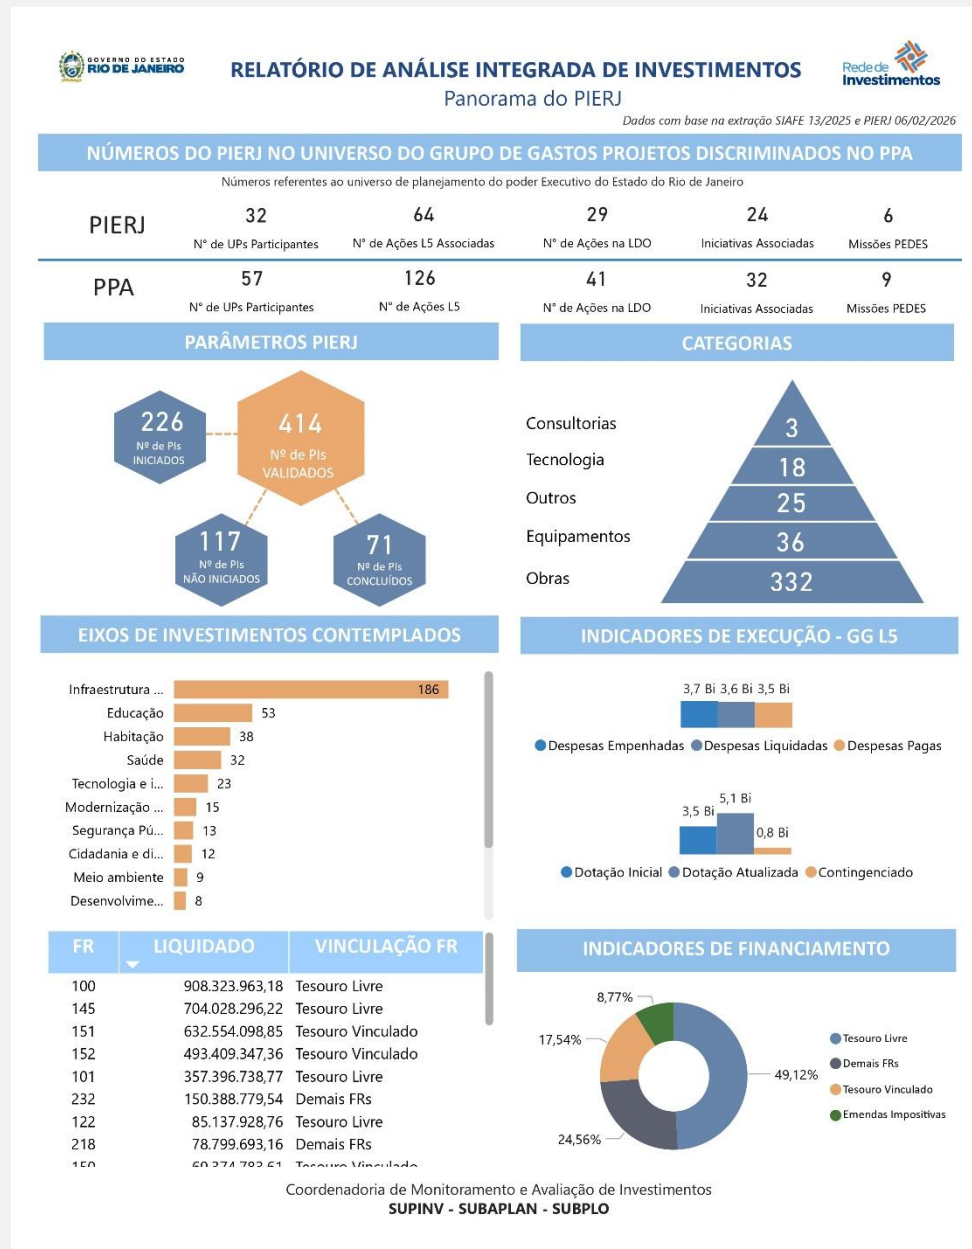 GOVERNO DO ESTADO
RIO DE JANEIRO
RELATÓRIO DE ANÁLISE INTEGRADA DE INVESTIMENTOS
Panorama do PIERJ
Rede de
Investimentos
Dados com base na extração SIAFE 13/2025 e PIERJ 06/02/2026
NÚMEROS DO PIERJ NO UNIVERSO DO GRUPO DE GASTOS PROJETOS DISCRIMINADOS NO PPA
Números referentes ao universo de planejamento do poder Executivo do Estado do Rio de Janeiro
PIERJ
32
N° de UPs Participantes
64
N° de Ações L5 Associadas
29
N° de Ações na LDO
24
Iniciativas Associadas
6
Missões PEDES
PPA
57
N° de UPs Participantes
126
N° de Ações L5
41
N° de Ações na LDO
32
Iniciativas Associadas
9
Missões PEDES
PARÂMETROS PIERJ
226
Nº de PIs
INICIADOS
414
Nº de PIs
VALIDADOS
117
Nº de PIs
NÃO INICIADOS
71
Nº de PIs
CONCLUÍDOS
CATEGORIAS
Consultorias 3
Tecnologia 18
Outros 25
Equipamentos 36
Obras 332
EIXOS DE INVESTIMENTOS CONTEMPLADOS
Infraestrutura ... 186
Educação 53
Habitação 38
Saúde 32
Tecnologia e i... 23
Modernização ... 15
Segurança Pú... 13
Cidadania e di... 12
Meio ambiente 9
Desenvolvime... 8
INDICADORES DE EXECUÇÃO - GG L5
3,7 Bi 3,6 Bi 3,5 Bi
Despesas Empenhadas Despesas Liquidadas Despesas Pagas
3,5 Bi 5,1 Bi 0,8 Bi
Dotação Inicial Dotação Atualizada Contingenciado
FR LIQUIDADO VINCULAÇÃO FR
100 908.323.963,18 Tesouro Livre
145 704.028.296,22 Tesouro Livre
151 632.554.098,85 Tesouro Vinculado
152 493.409.347,36 Tesouro Vinculado
101 357.396.738,77 Tesouro Livre
232 150.388.779,54 Demais FRs
122 85.137.928,76 Tesouro Livre
218 78.799.693,16 Demais FRs
150 69.374.783,61 Tesouro Vinculado
INDICADORES DE FINANCIAMENTO
8,77%
17,54%
49,12%
24,56%
Tesouro Livre
Demais FRs
Tesouro Vinculado
Emendas Impositivas
Coordenadoria de Monitoramento e Avaliação de Investimentos
SUPINV - SUBAPLAN - SUBPLO